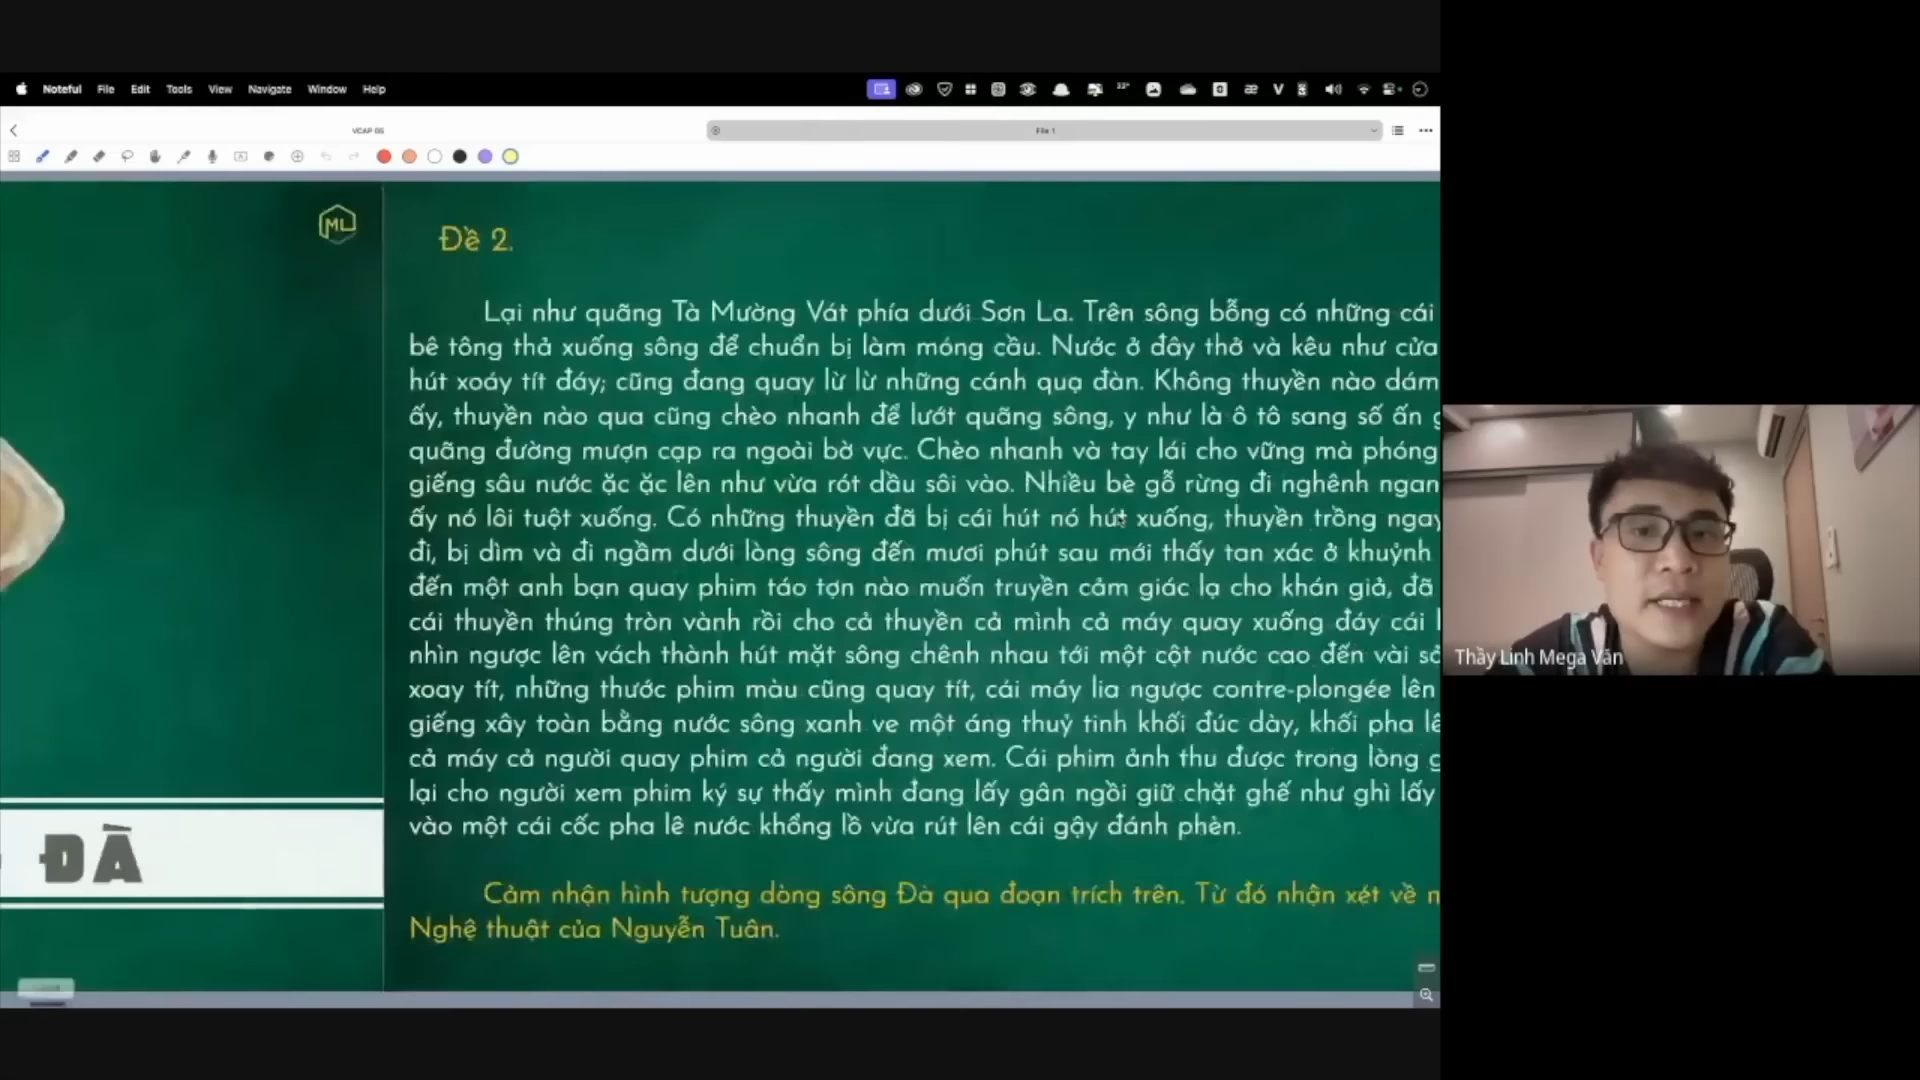 Noteful File Edit Tools View Navigate Window Help
33°
V
VCAP 05
File 1
ML
Đề 2.
Lại như quãng Tà Mường Vát phía dưới Sơn La. Trên sông bỗng có những cái
bê tông thả xuống sông để chuẩn bị làm móng cầu. Nước ở đây thở và kêu như cửa
hút xoáy tít đáy; cũng đang quay lừ lừ những cánh quạ đàn. Không thuyền nào dám
ấy, thuyền nào qua cũng chèo nhanh để lướt quãng sông, y như là ô tô sang số ấn
quãng đường mượn cạp ra ngoài bờ vực. Chèo nhanh và tay lái cho vững mà phóng
giếng sâu nước ặc ặc lên như vừa rót dầu sôi vào. Nhiều bè gỗ rừng đi nghênh ngan
ấy nó lôi tuột xuống. Có những thuyền đã bị cái hút nó hút xuống, thuyền trồng ngay
đi, bị dìm và đi ngầm dưới lòng sông đến mươi phút sau mới thấy tan xác ở khuỷnh
đến một anh bạn quay phim táo tợn nào muốn truyền cảm giác lạ cho khán giả, đã
cái thuyền thúng tròn vành rồi cho cả thuyền cả mình cả máy quay xuống đáy cái
nhìn ngược lên vách thành hút mặt sông chênh nhau tới một cột nước cao đến vài
xoay tít, những thước phim màu cũng quay tít, cái máy lia ngược contre-plongée lên
giếng xây toàn bằng nước sông xanh ve một áng thuỷ tinh khối đúc dày, khối pha
cả máy cả người quay phim cả người đang xem. Cái phim ảnh thu được trong lòng
lại cho người xem phim ký sự thấy mình đang lấy gân ngồi giữ chặt ghế như ghì lấy
vào một cái cốc pha lê nước khổng lồ vừa rút lên cái gậy đánh phèn.
Cảm nhận hình tượng dòng sông Đà qua đoạn trích trên. Từ đó nhận xét về
Nghệ thuật của Nguyễn Tuân.
ĐÀ
Thầy Linh Mega Văn